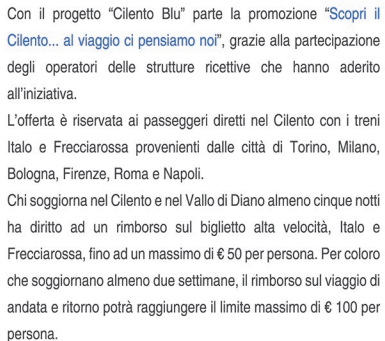 Con il progetto “Cilento Blu” parte la promozione “Scopri il
Cilento... al viaggio ci pensiamo noi”, grazie alla partecipazione
degli operatori delle strutture ricettive che hanno aderito
all’iniziativa.
L’offerta è riservata ai passeggeri diretti nel Cilento con i treni
Italo e Frecciarossa provenienti dalle città di Torino, Milano,
Bologna, Firenze, Roma e Napoli.
Chi soggiorna nel Cilento e nel Vallo di Diano almeno cinque notti
ha diritto ad un rimborso sul biglietto alta velocità, Italo e
Frecciarossa, fino ad un massimo di € 50 per persona. Per coloro
che soggiornano almeno due settimane, il rimborso sul viaggio di
andata e ritorno potrà raggiungere il limite massimo di € 100 per
persona.